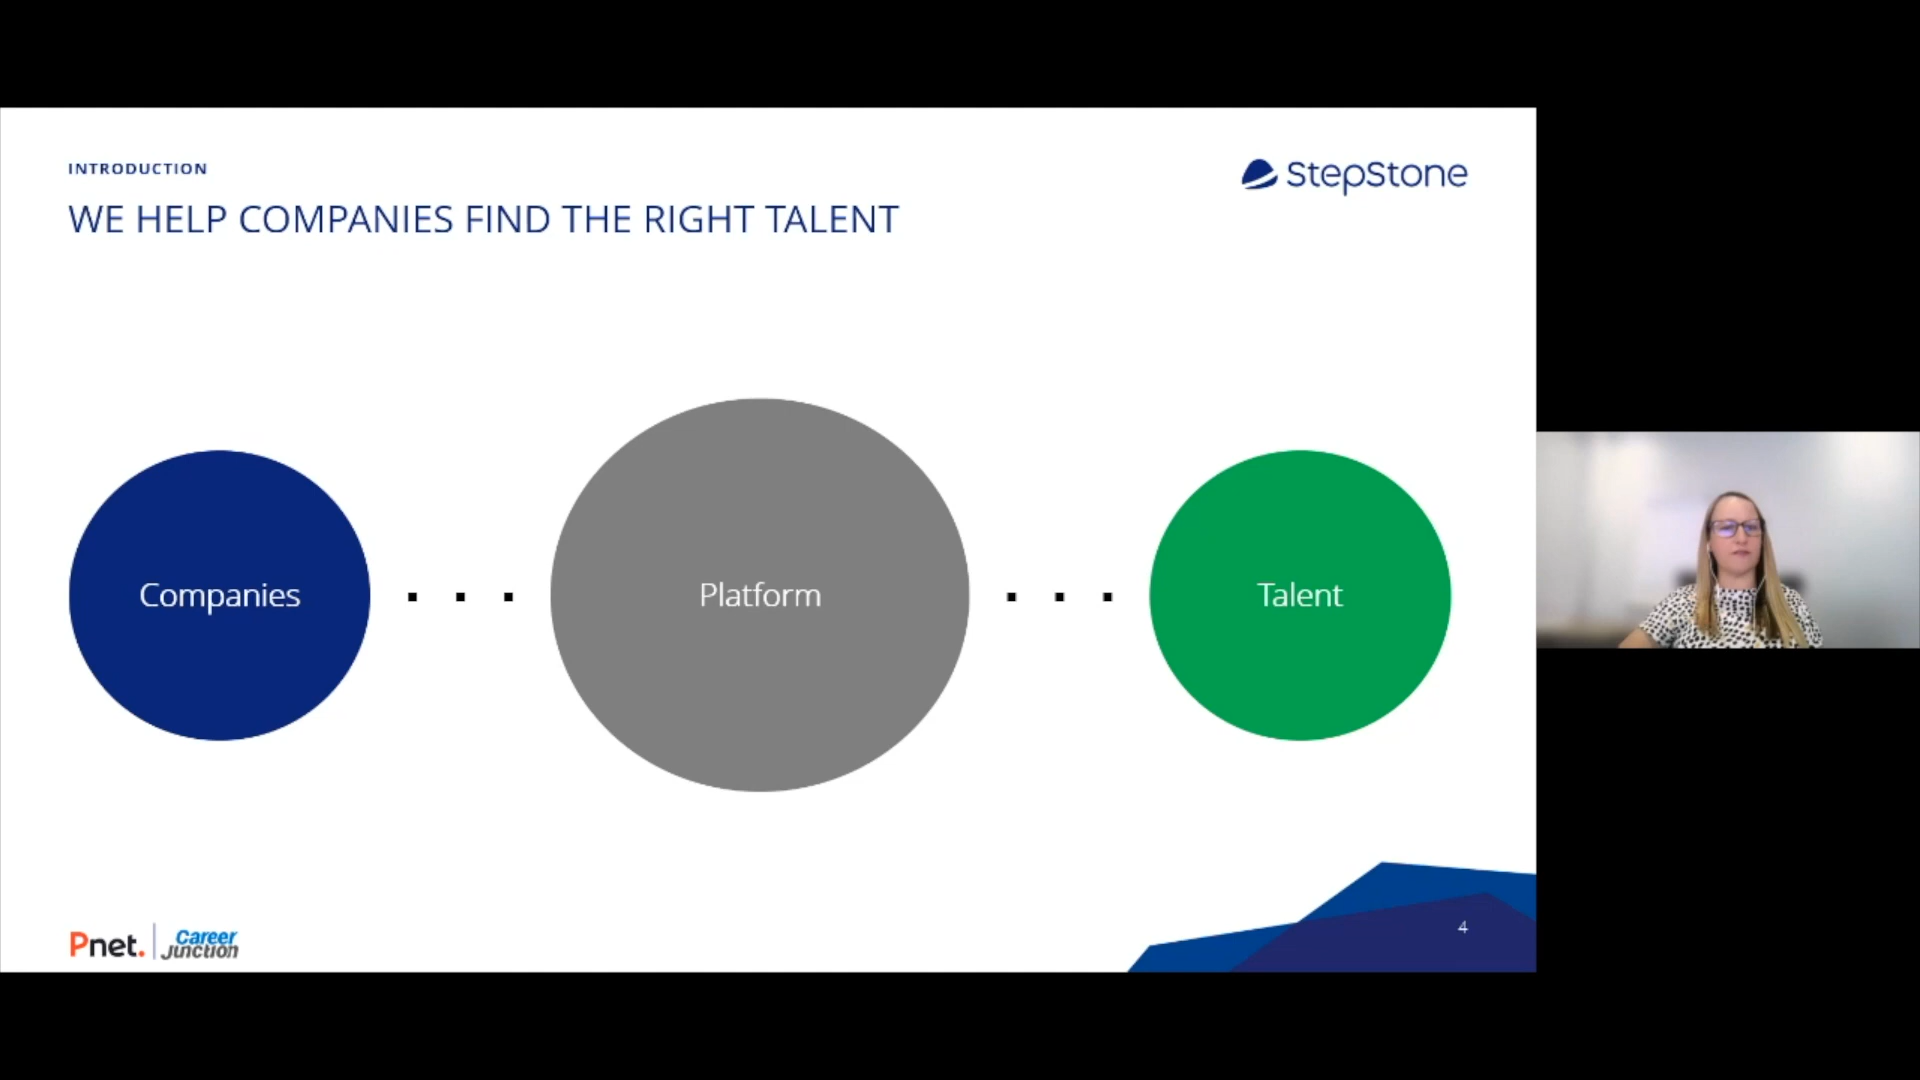 INTRODUCTION
StepStone
WE HELP COMPANIES FIND THE RIGHT TALENT
Companies
Platform
Talent
Pnet.
Career
Junction
4